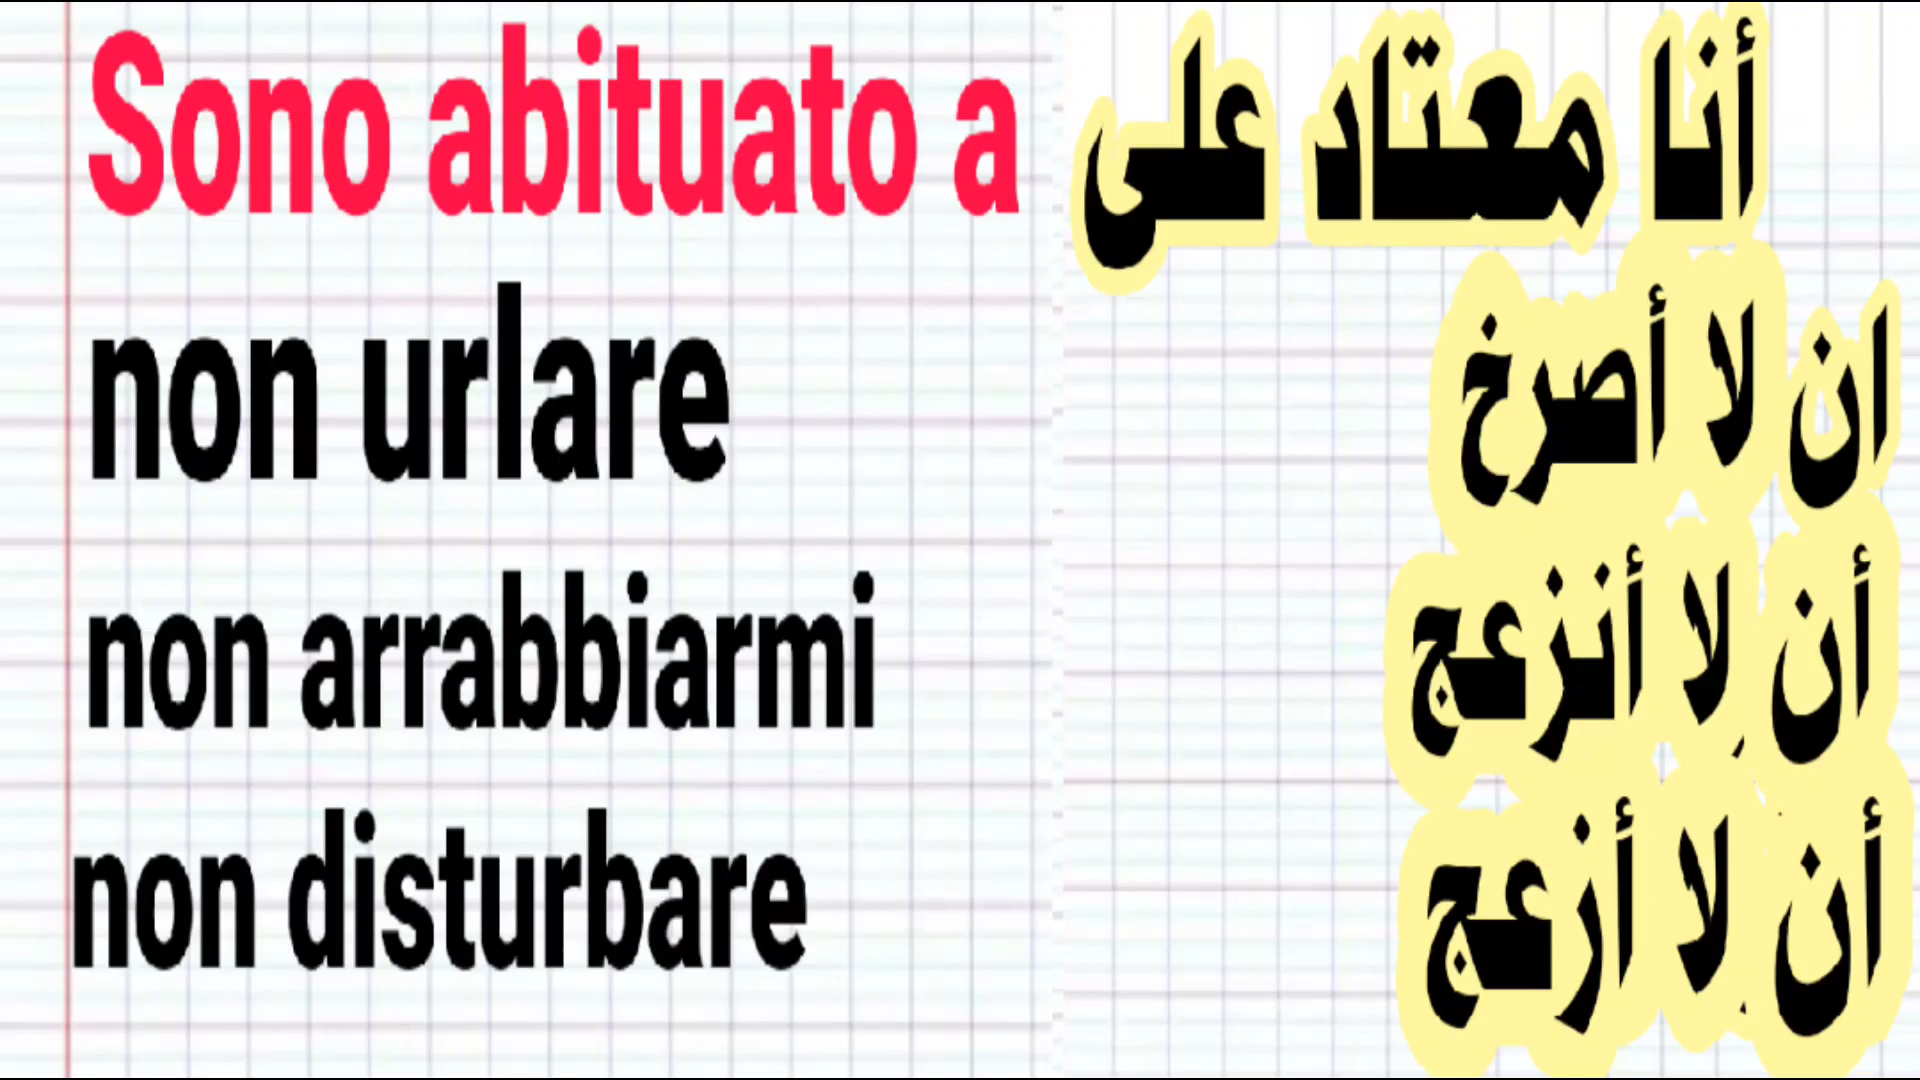 Sono abituato a
non urlare
non arrabbiarmi
non disturbare
أنا معتاد على
ان لا أصرخ
أن لا أنزعج
أن لا أزعج